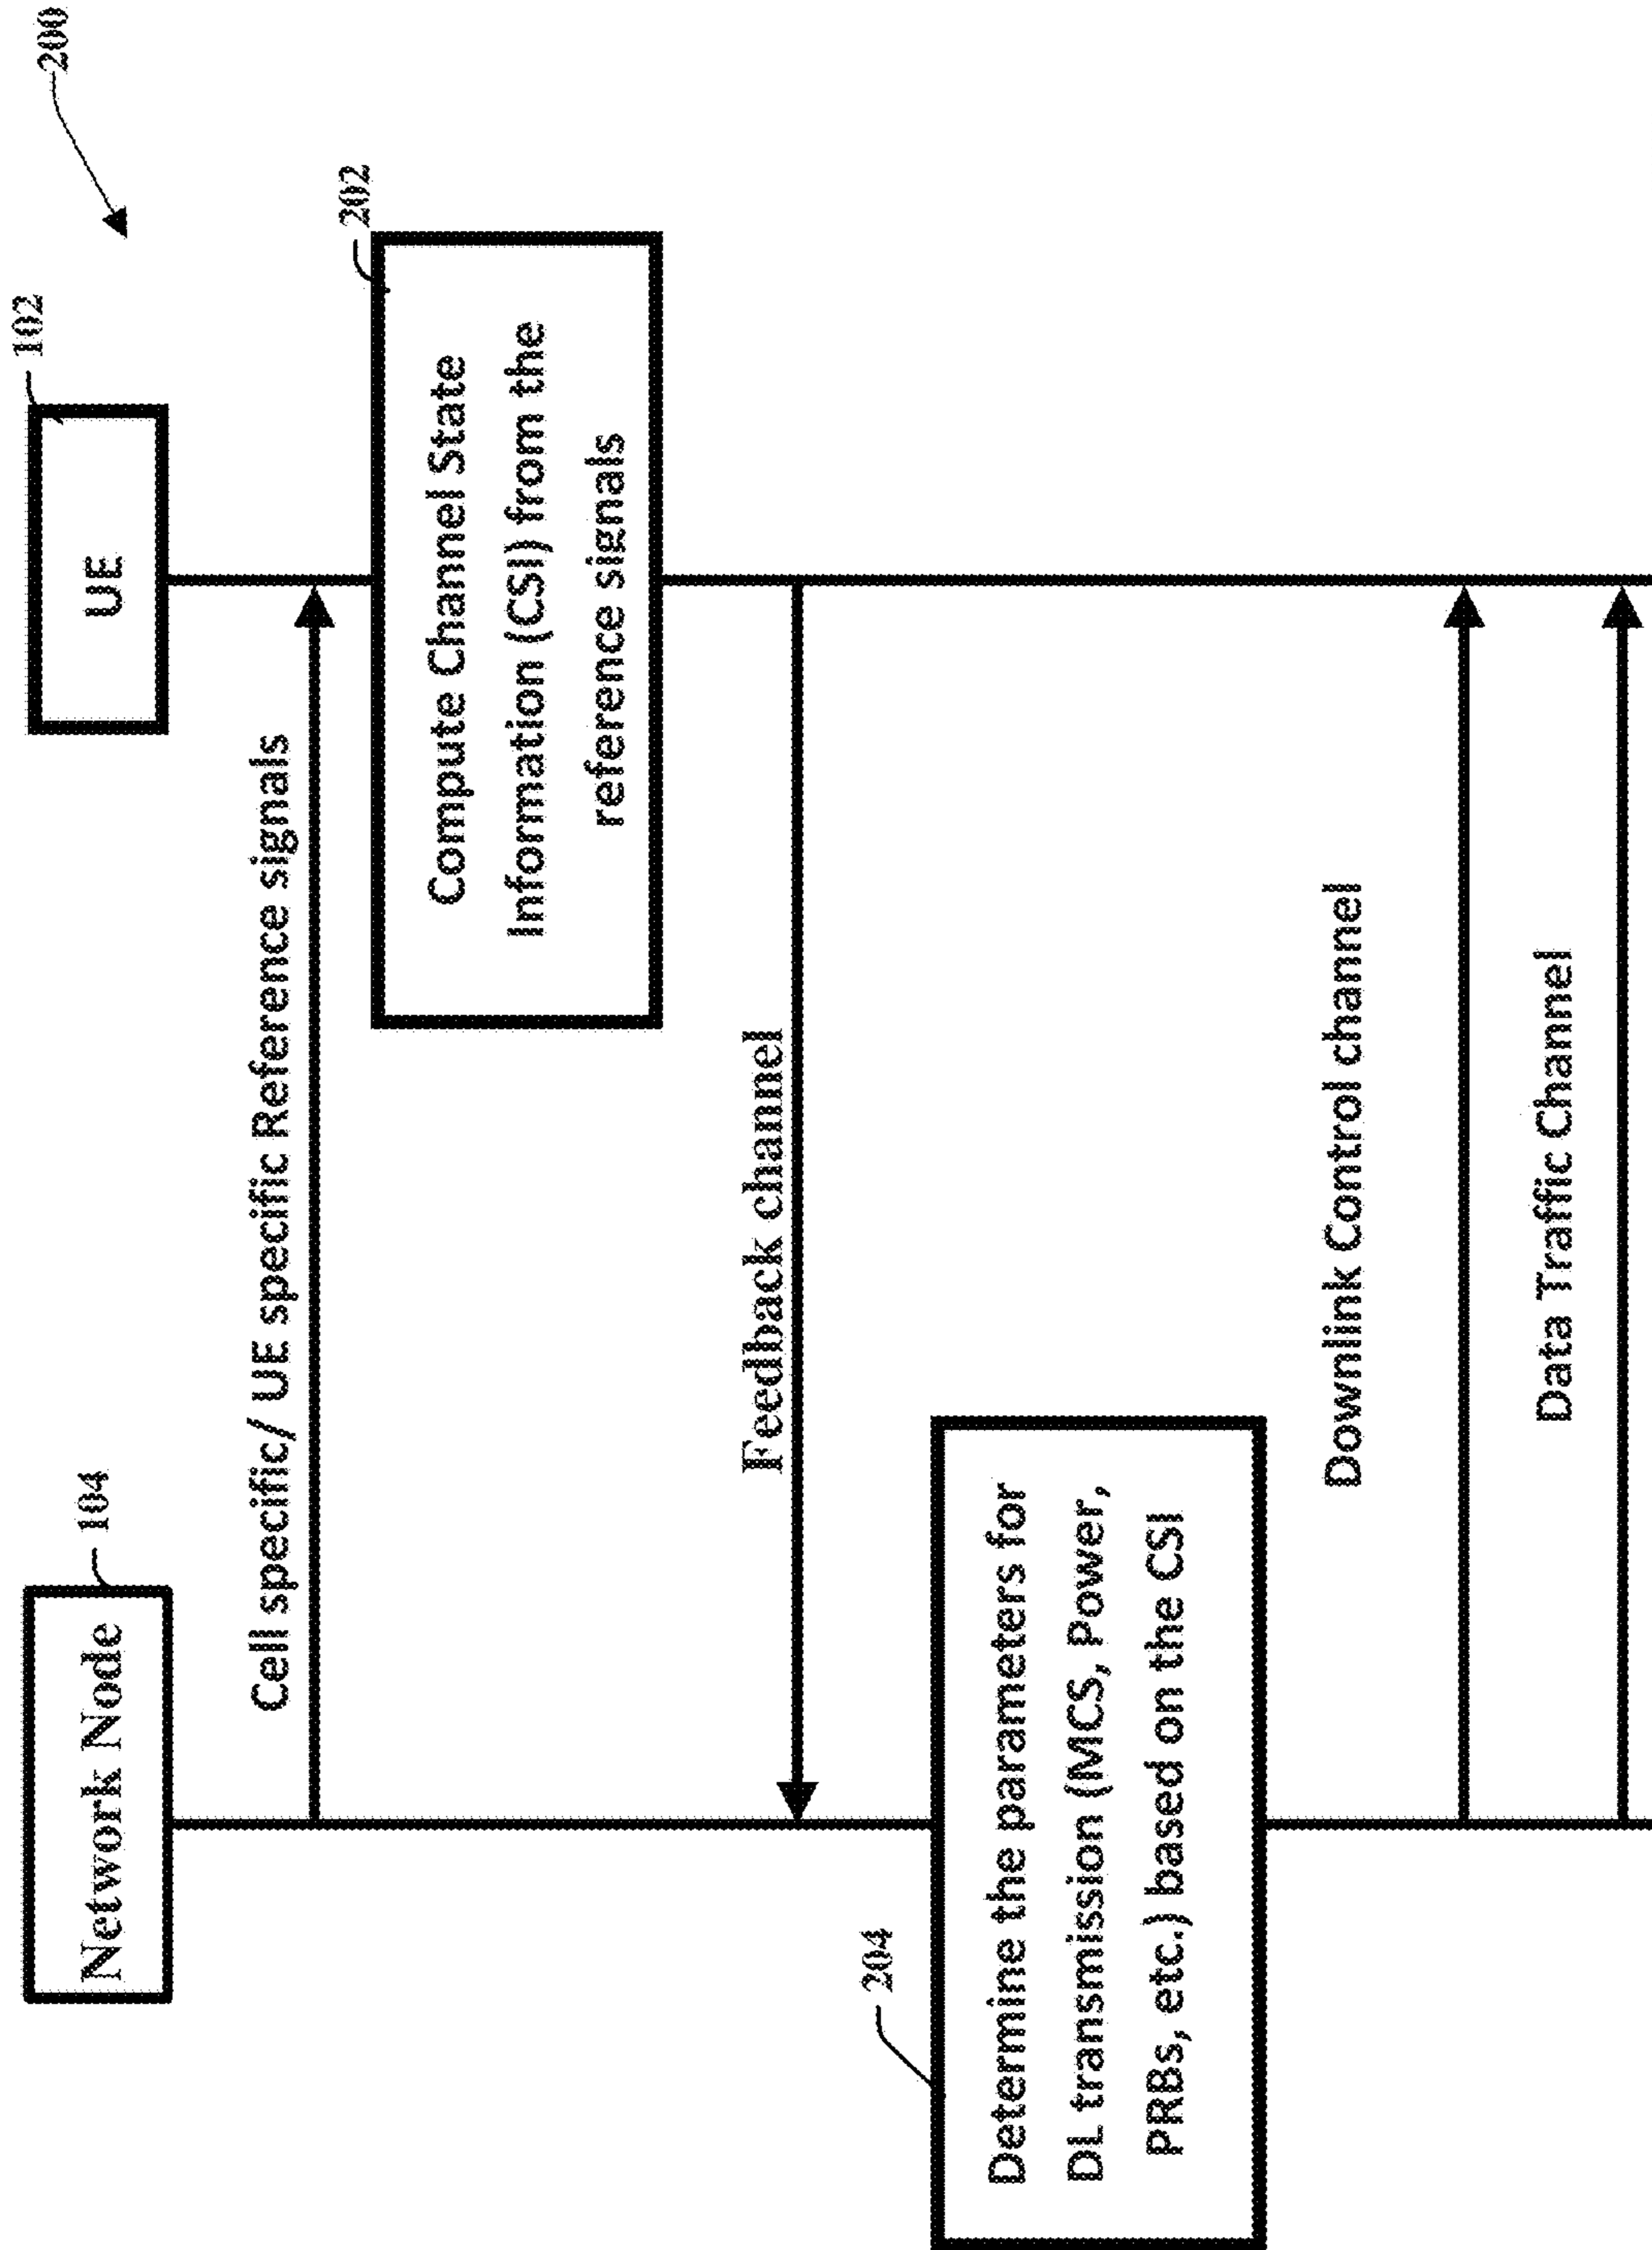 200
Network Node
104
UE
102
Cell specific/ UE specific Reference signals
202
Compute Channel State
Information (CSI) from the
reference signals
Feedback channel
204
Determine the parameters for
DL transmission (MCS, Power,
PRBs, etc.) based on the CSI
Downlink Control channel
Data Traffic Channel